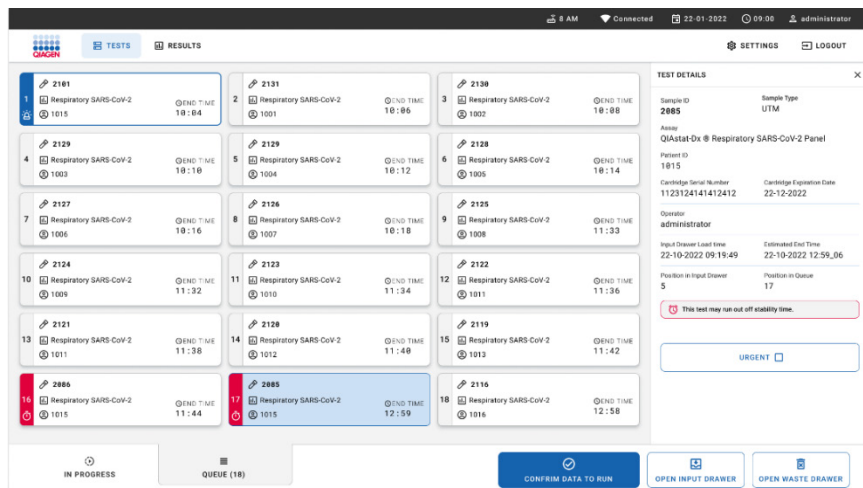 8 AM Connected 22-01-2022 09:00 administrator
QIAGEN TESTS RESULTS SETTINGS LOGOUT
1 2101 Respiratory SARS-CoV-2 1015 END TIME 10:04
2 2131 Respiratory SARS-CoV-2 1001 END TIME 10:06
3 2130 Respiratory SARS-CoV-2 1002 END TIME 10:08
4 2129 Respiratory SARS-CoV-2 1003 END TIME 10:10
5 2129 Respiratory SARS-CoV-2 1004 END TIME 10:12
6 2128 Respiratory SARS-CoV-2 1005 END TIME 10:14
7 2127 Respiratory SARS-CoV-2 1006 END TIME 10:16
8 2126 Respiratory SARS-CoV-2 1007 END TIME 10:18
9 2125 Respiratory SARS-CoV-2 1008 END TIME 11:33
10 2124 Respiratory SARS-CoV-2 1009 END TIME 11:32
11 2123 Respiratory SARS-CoV-2 1010 END TIME 11:34
12 2122 Respiratory SARS-CoV-2 1011 END TIME 11:36
13 2121 Respiratory SARS-CoV-2 1011 END TIME 11:38
14 2120 Respiratory SARS-CoV-2 1012 END TIME 11:40
15 2119 Respiratory SARS-CoV-2 1013 END TIME 11:42
16 2086 Respiratory SARS-CoV-2 1015 END TIME 11:44
17 2085 Respiratory SARS-CoV-2 1015 END TIME 12:59
18 2116 Respiratory SARS-CoV-2 1016 END TIME 12:58
TEST DETAILS
Sample ID Sample Type
2085 UTM
Assay
QIAstat-Dx ® Respiratory SARS-CoV-2 Panel
Patient ID
1015
Cardridge Serial Number Cardridge Expiration Date
1123124141412412 22-12-2022
Operator
administrator
Input Drawer Load time Estimated End Time
22-10-2022 09:19:49 22-10-2022 12:59_06
Position in Input Drawer Position in Queue
5 17
This test may run out off stability time.
URGENT
IN PROGRESS QUEUE (18) CONFRIM DATA TO RUN OPEN INPUT DRAWER OPEN WASTE DRAWER